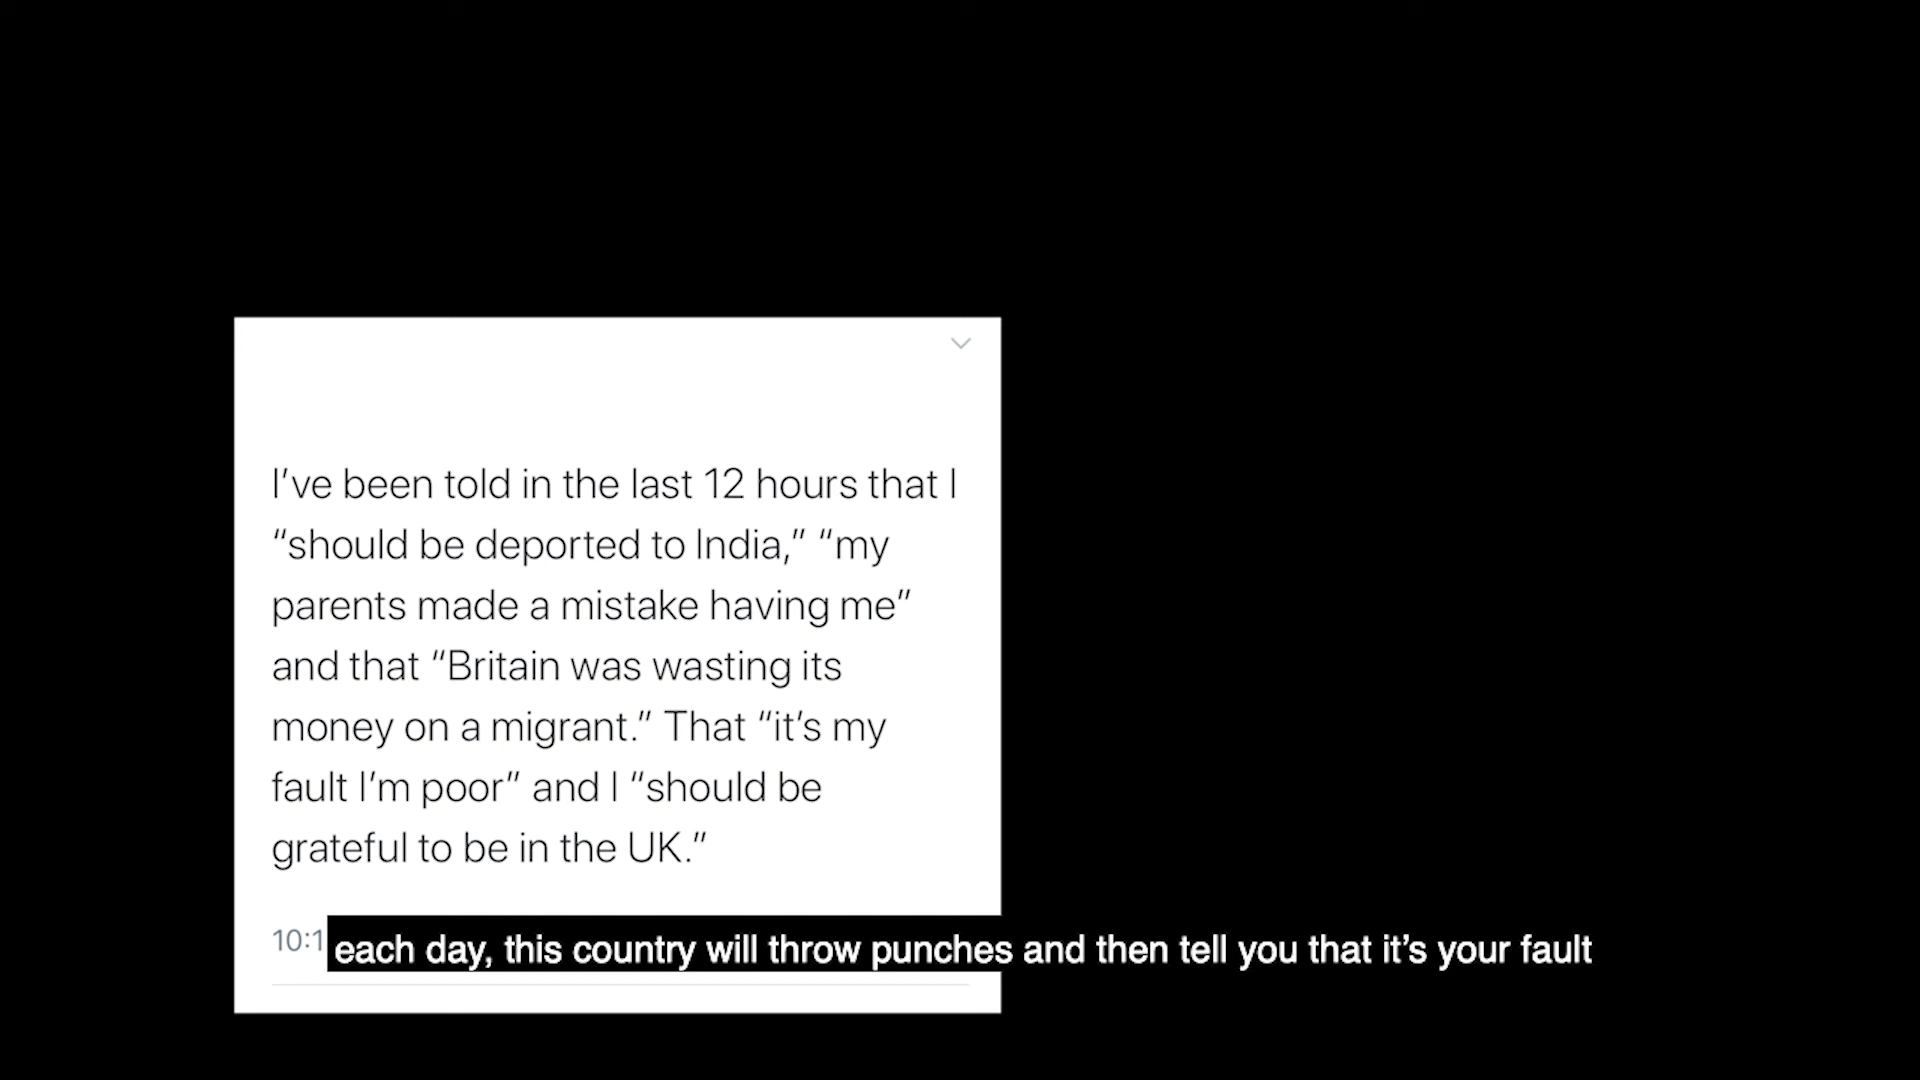 I’ve been told in the last 12 hours that I
“should be deported to India,” “my
parents made a mistake having me”
and that “Britain was wasting its
money on a migrant.” That “it’s my
fault I’m poor” and I “should be
grateful to be in the UK.”
10:1
each day, this country will throw punches and then tell you that it’s your fault